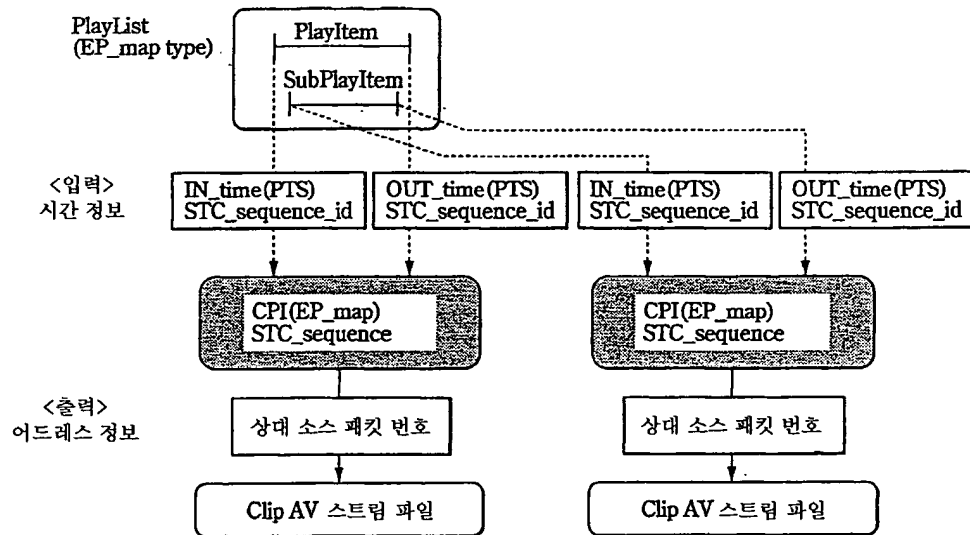 PlayList
(EP_map type)
PlayItem
SubPlayItem
<입력>
시간 정보
IN_time(PTS)
STC_sequence_id
OUT_time(PTS)
STC_sequence_id
IN_time(PTS)
STC_sequence_id
OUT_time(PTS)
STC_sequence_id
CPI(EP_map)
STC_sequence
CPI(EP_map)
STC_sequence
<출력>
어드레스 정보
상대 소스 패킷 번호
상대 소스 패킷 번호
Clip AV 스트림 파일
Clip AV 스트림 파일